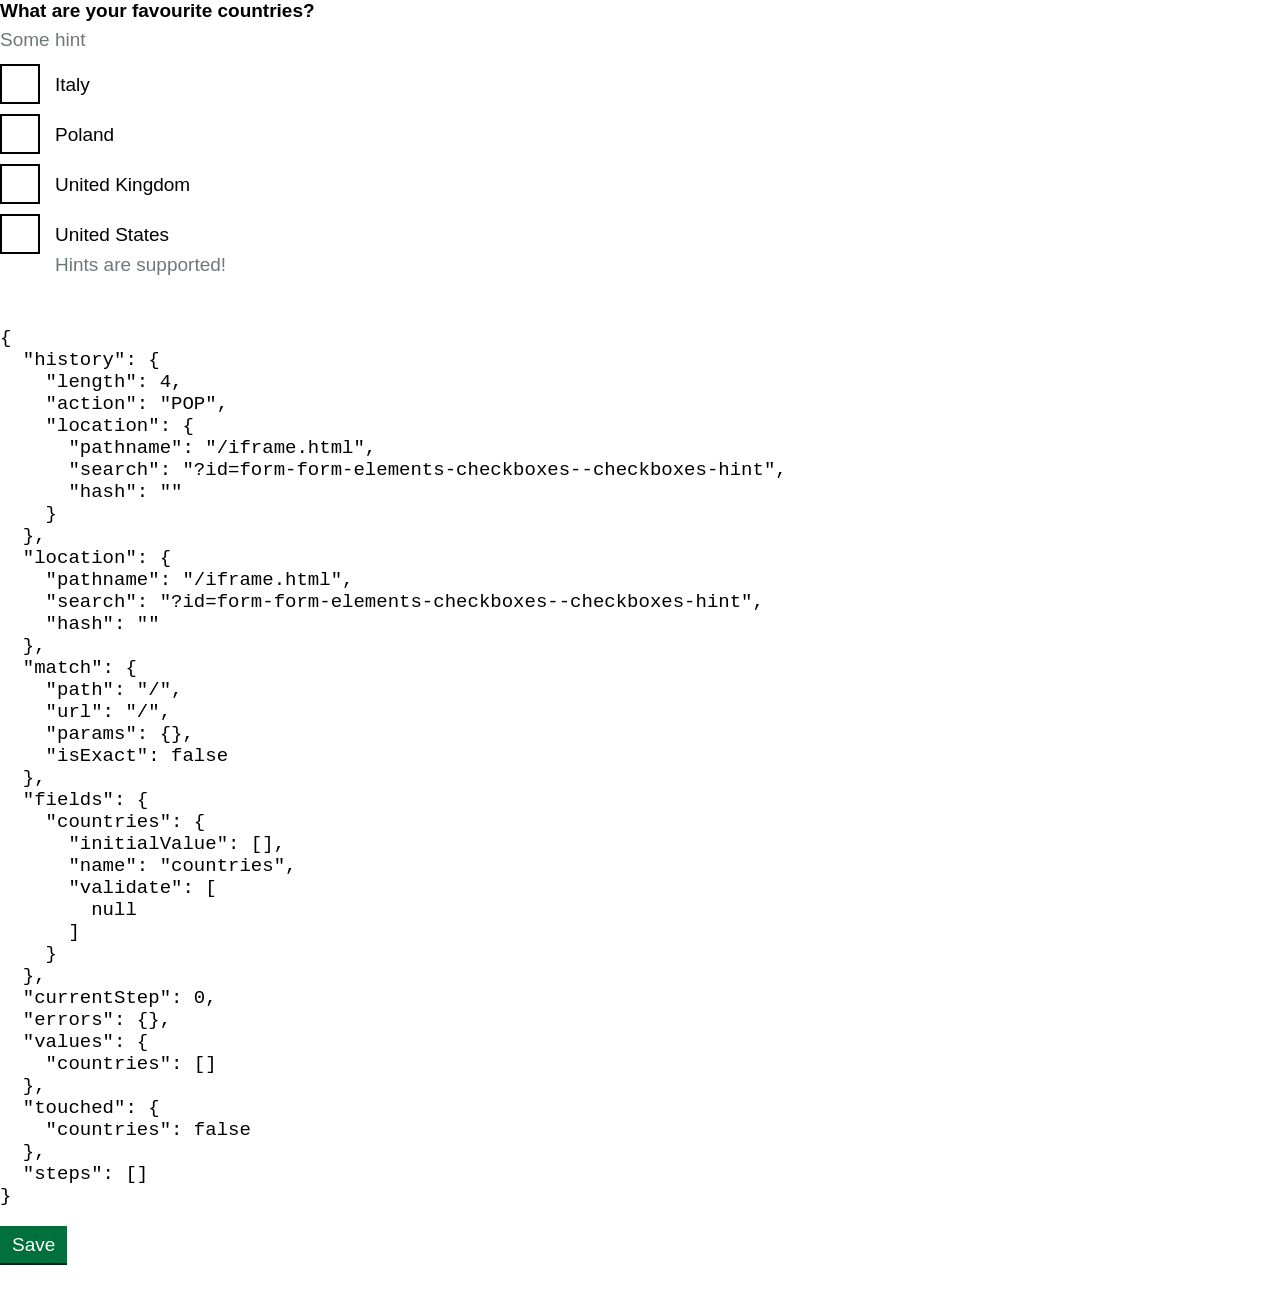 What are your favourite countries?
Some hint
Italy
Poland
United Kingdom
United States
Hints are supported!
{
  "history": {
    "length": 4,
    "action": "POP",
    "location": {
      "pathname": "/iframe.html",
      "search": "?id=form-form-elements-checkboxes--checkboxes-hint",
      "hash": ""
    }
  },
  "location": {
    "pathname": "/iframe.html",
    "search": "?id=form-form-elements-checkboxes--checkboxes-hint",
    "hash": ""
  },
  "match": {
    "path": "/",
    "url": "/",
    "params": {},
    "isExact": false
  },
  "fields": {
    "countries": {
      "initialValue": [],
      "name": "countries",
      "validate": [
        null
      ]
    }
  },
  "currentStep": 0,
  "errors": {},
  "values": {
    "countries": []
  },
  "touched": {
    "countries": false
  },
  "steps": []
}
Save